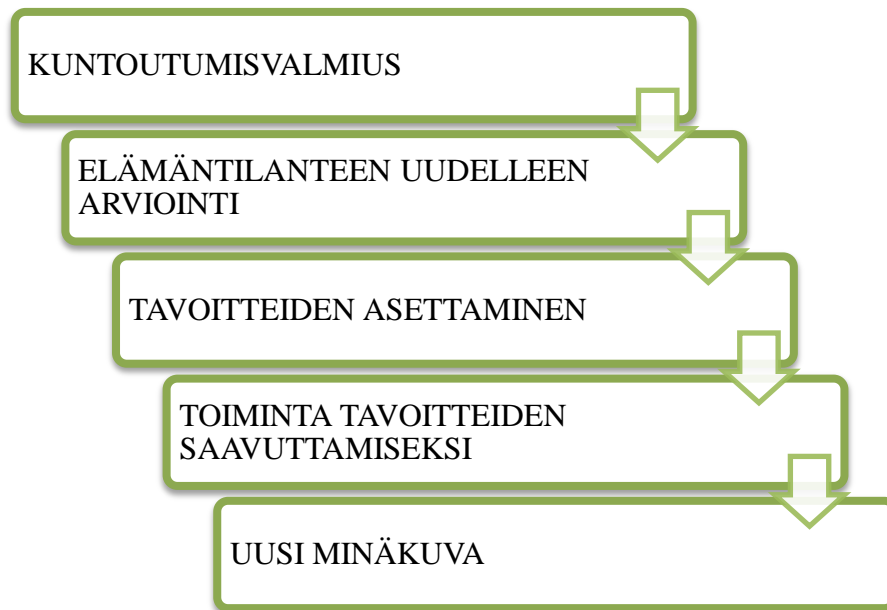 KUNTOUTUMISVALMIUS
ELÄMÄNTILANTEEN UUDELLEEN
ARVIOINTI
TAVOITTEIDEN ASETTAMINEN
TOIMINTA TAVOITTEIDEN
SAAVUTTAMISEKSI
UUSI MINÄKUVA